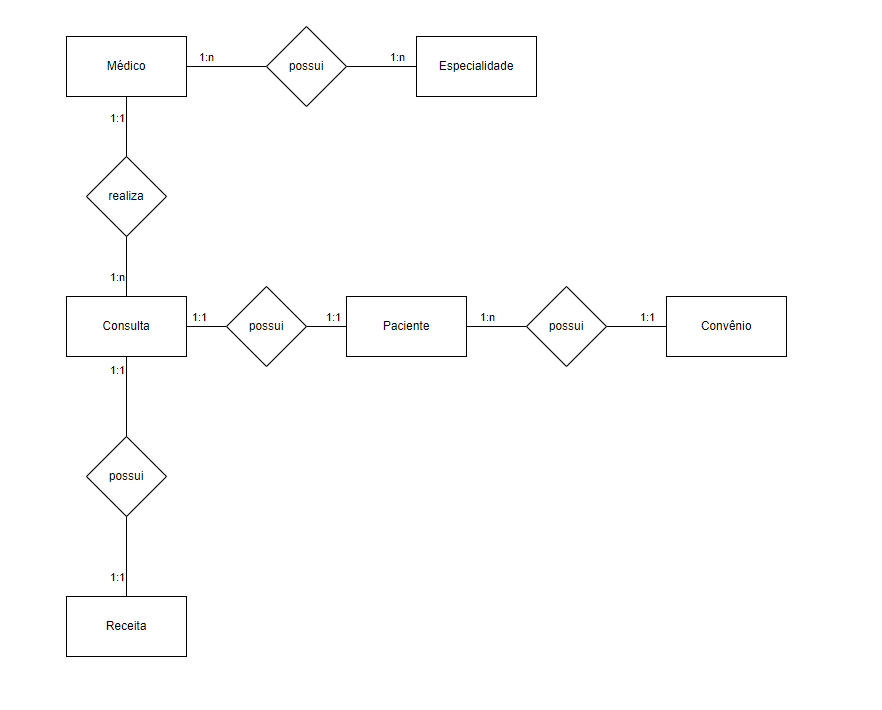 Médico
1:n
possui
1:n
Especialidade
1:1
realiza
1:n
Consulta
1:1
possui
1:1
Paciente
1:n
possui
1:1
Convênio
1:1
possui
1:1
Receita